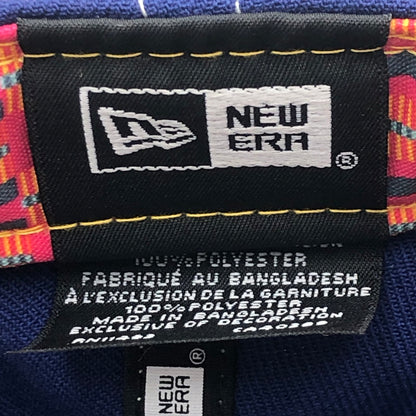 NEW
ERA
®
100% POLYESTER
FABRIQUÉ AU BANGLADESH
À L'EXCLUSION DE LA GARNITURE
100% POLYESTER
MADE IN BANGLADESH
EXCLUSIVE OF DECORATION
NEW
ERA
®